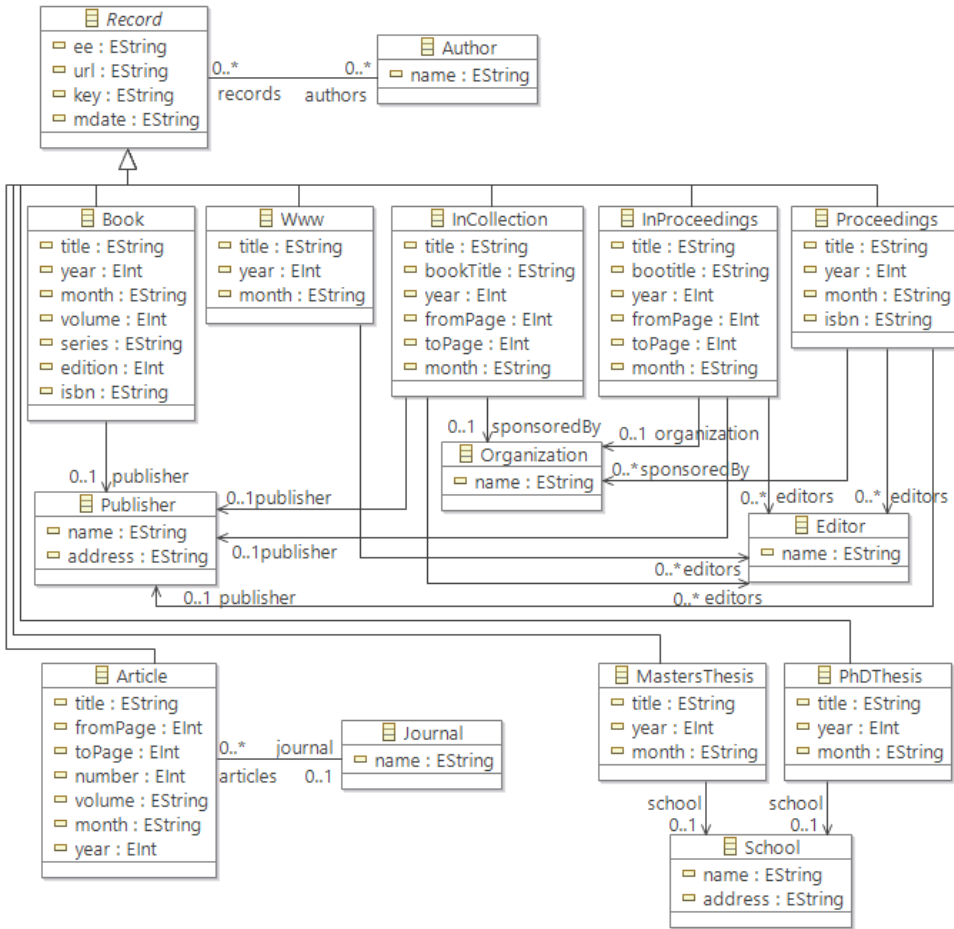 Record
ee : EString
url : EString
key : EString
mdate : EString
0..* 0..*
records authors
Author
name : EString
Book
title : EString
year : EInt
month : EString
volume : EInt
series : EString
edition : EInt
isbn : EString
Www
title : EString
year : EInt
month : EString
InCollection
title : EString
bookTitle : EString
year : EInt
fromPage : EInt
toPage : EInt
month : EString
InProceedings
title : EString
bootitle : EString
year : EInt
fromPage : EInt
toPage : EInt
month : EString
Proceedings
title : EString
year : EInt
month : EString
isbn : EString
0..1 publisher
0..1 sponsoredBy
0..1 organization
0..* sponsoredBy
Organization
name : EString
0..1 publisher
0..1 publisher
0..* editors
0..* editors
Publisher
name : EString
address : EString
Editor
name : EString
0..* editors
0..1 publisher
0..* editors
Article
title : EString
fromPage : EInt
toPage : EInt
number : EInt
volume : EString
month : EString
year : EInt
0..* journal
articles 0..1
Journal
name : EString
MastersThesis
title : EString
year : EInt
month : EString
PhDThesis
title : EString
year : EInt
month : EString
school
0..1
school
0..1
School
name : EString
address : EString